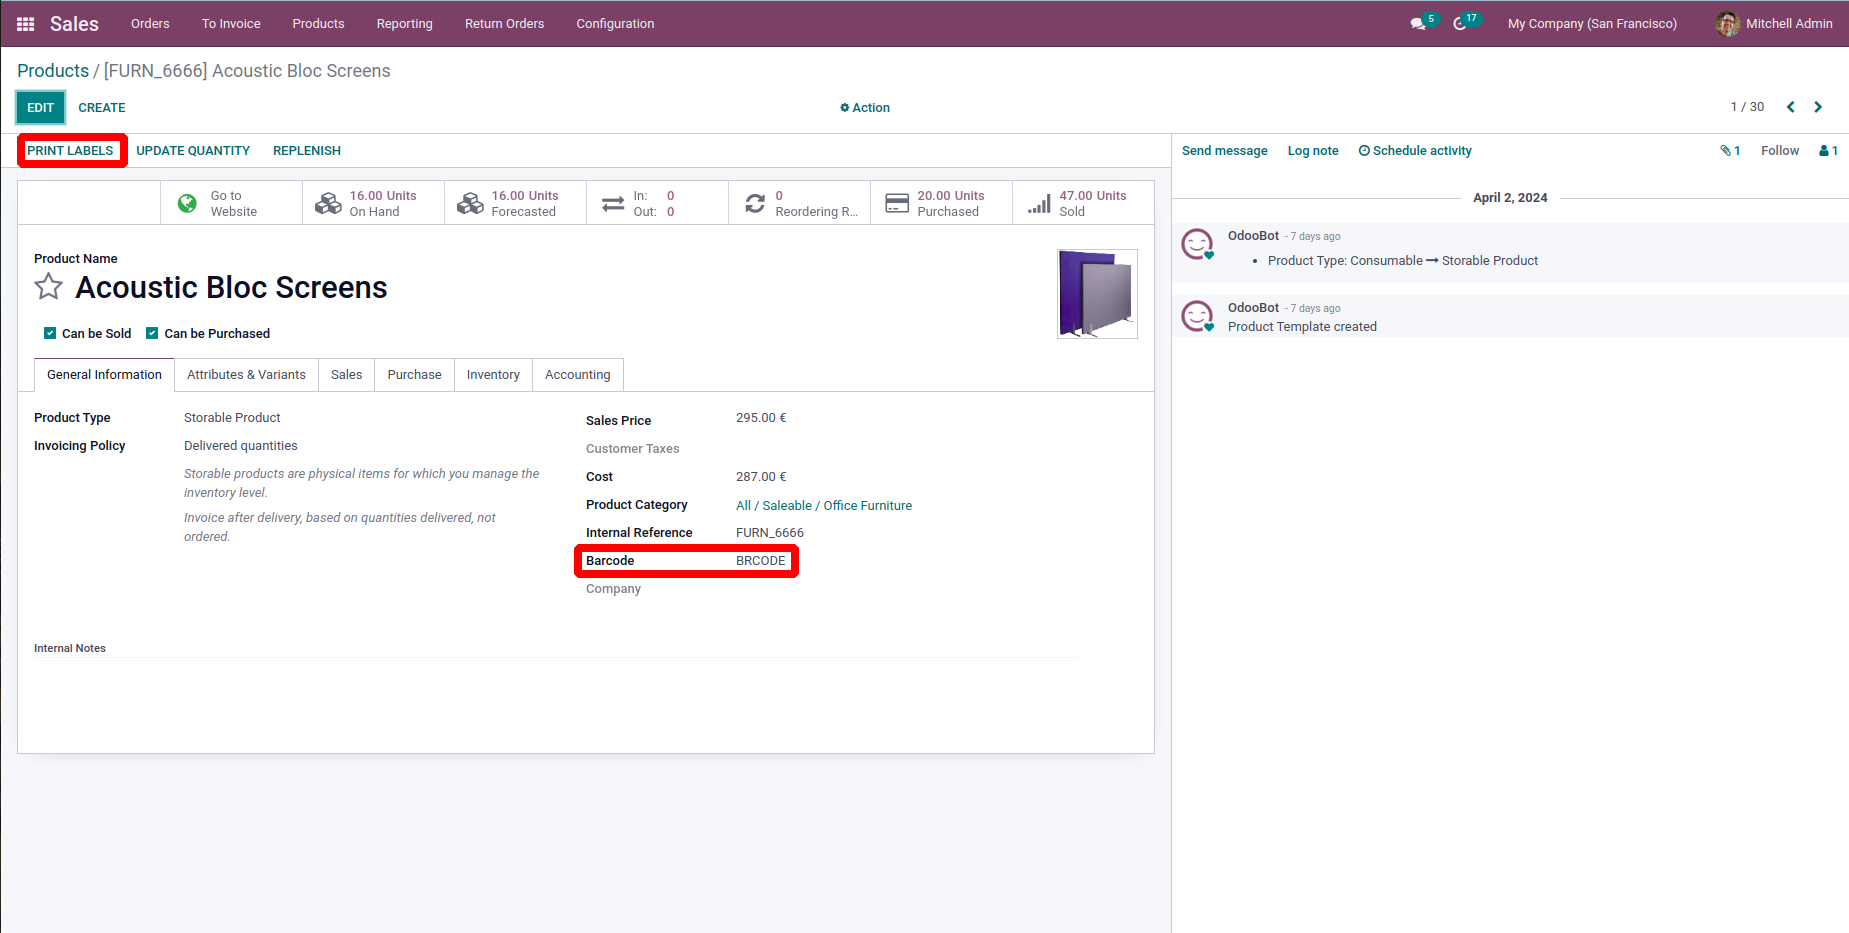 Sales Orders To Invoice Products Reporting Return Orders Configuration 5 17 My Company (San Francisco) Mitchell Admin
Products / [FURN_6666] Acoustic Bloc Screens
EDIT CREATE Action 1 / 30
PRINT LABELS UPDATE QUANTITY REPLENISH
Go to Website
16.00 Units On Hand
16.00 Units Forecasted
In: 0
Out: 0
0 Reordering R...
20.00 Units Purchased
47.00 Units Sold
Product Name
Acoustic Bloc Screens
Can be Sold Can be Purchased
General Information Attributes & Variants Sales Purchase Inventory Accounting
Product Type Storable Product
Invoicing Policy Delivered quantities
Storable products are physical items for which you manage the
inventory level.
Invoice after delivery, based on quantities delivered, not
ordered.
Sales Price 295.00 €
Customer Taxes
Cost 287.00 €
Product Category All / Saleable / Office Furniture
Internal Reference FURN_6666
Barcode BRCODE
Company
Internal Notes
Send message Log note Schedule activity 1 Follow 1
April 2, 2024
OdooBot - 7 days ago
Product Type: Consumable → Storable Product
OdooBot - 7 days ago
Product Template created